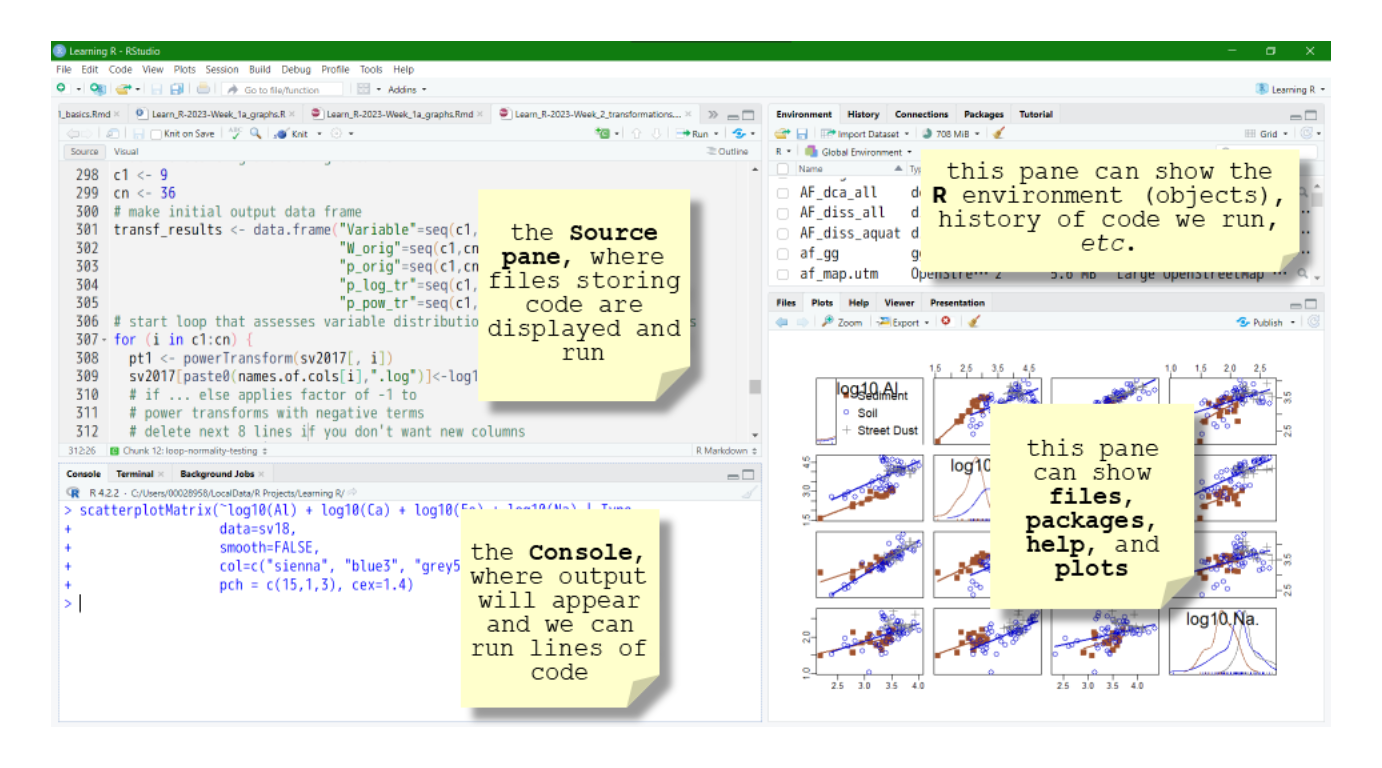 Learning R - RStudio
File Edit Code View Plots Session Build Debug Profile Tools Help
Go to file/function Addins
Learning R
1_basics.Rmd Learn_R-2023-Week_1a_graphs.R Learn_R-2023-Week_1a_graphs.Rmd Learn_R-2023-Week_2_transformations...
Knit on Save Knit Run
Source Visual Outline
298 c1 <- 9
299 cn <- 36
300 # make initial output data frame
301 transf_results <- data.frame("Variable"=seq(c1,
302 "W_orig"=seq(c1,cn
303 "p_orig"=seq(c1,cn
304 "p_log_tr"=seq(c1,
305 "p_pow_tr"=seq(c1,
306 # start loop that assesses variable distributio s
307 for (i in c1:cn) {
308 pt1 <- powerTransform(sv2017[, i])
309 sv2017[paste0(names.of.cols[i],".log")]<-log1
310 # if ... else applies factor of -1 to
311 # power transforms with negative terms
312 # delete next 8 lines if you don't want new columns
312:26 Chunk 12: loop-normality-testing R Markdown
the Source
pane, where
files storing
code are
displayed and
run
Console Terminal Background Jobs
R 4.2.2 · C:/Users/00028958/LocalData/R Projects/Learning R/
> scatterplotMatrix(~log10(Al) + log10(Ca) + log10(Fe) + log10(Na) | Type
+ data=sv18,
+ smooth=FALSE,
+ col=c("sienna", "blue3", "grey5
+ pch = c(15,1,3), cex=1.4)
>
the Console,
where output
will appear
and we can
run lines of
code
Environment History Connections Packages Tutorial
Import Dataset 708 MiB Grid
R Global Environment
Name Typ
AF_dca_all de
AF_diss_all d
AF_diss_aquat d
af_gg g
af_map.utm OpenStre… 2 5.6 MB Large OpenStreetMap …
this pane can show the
R environment (objects),
history of code we run,
etc.
Files Plots Help Viewer Presentation
Zoom Export Publish
1.5 2.5 3.5 4.5 1.0 1.5 2.0 2.5
log10.Al.
Sediment
Soil
Street Dust
2.5 3.5
1.5 3.0 4.5
log10
2.5 3.5
1.0 2.0
log10.Na.
2.5 3.0 3.5 4.0 2.5 3.0 3.5 4.0
this pane
can show
files,
packages,
help, and
plots